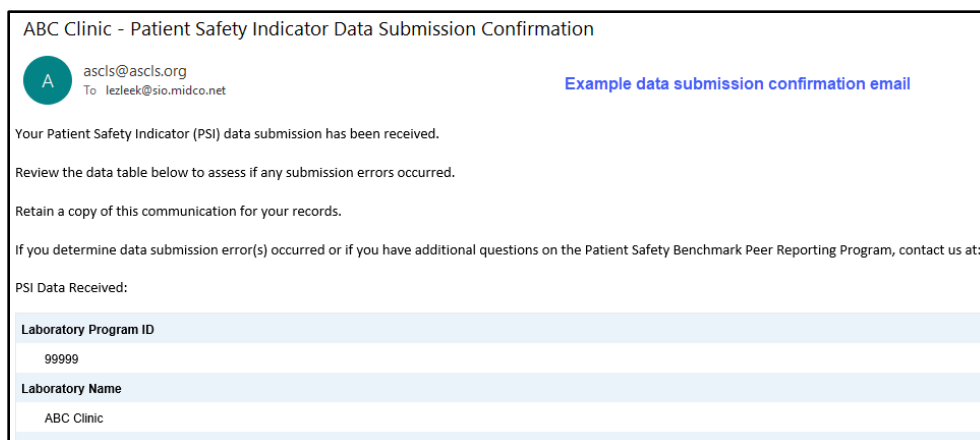 ABC Clinic - Patient Safety Indicator Data Submission Confirmation
A
ascls@ascls.org
To lezleek@sio.midco.net
Example data submission confirmation email
Your Patient Safety Indicator (PSI) data submission has been received.
Review the data table below to assess if any submission errors occurred.
Retain a copy of this communication for your records.
If you determine data submission error(s) occurred or if you have additional questions on the Patient Safety Benchmark Peer Reporting Program, contact us at:
PSI Data Received:
Laboratory Program ID
99999
Laboratory Name
ABC Clinic